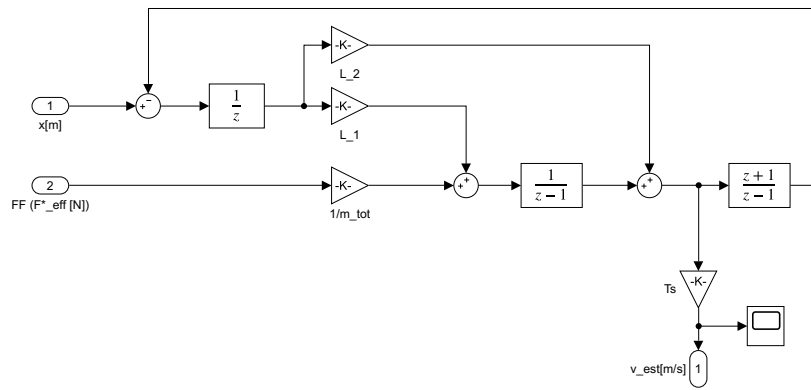 -K-
L_2
1
x[m]
+
−
1
z
-K-
L_1
2
FF (F*_eff [N])
-K-
1/m_tot
+
+
1
z − 1
+
+
z + 1
z − 1
-K-
Ts
v_est[m/s]
1